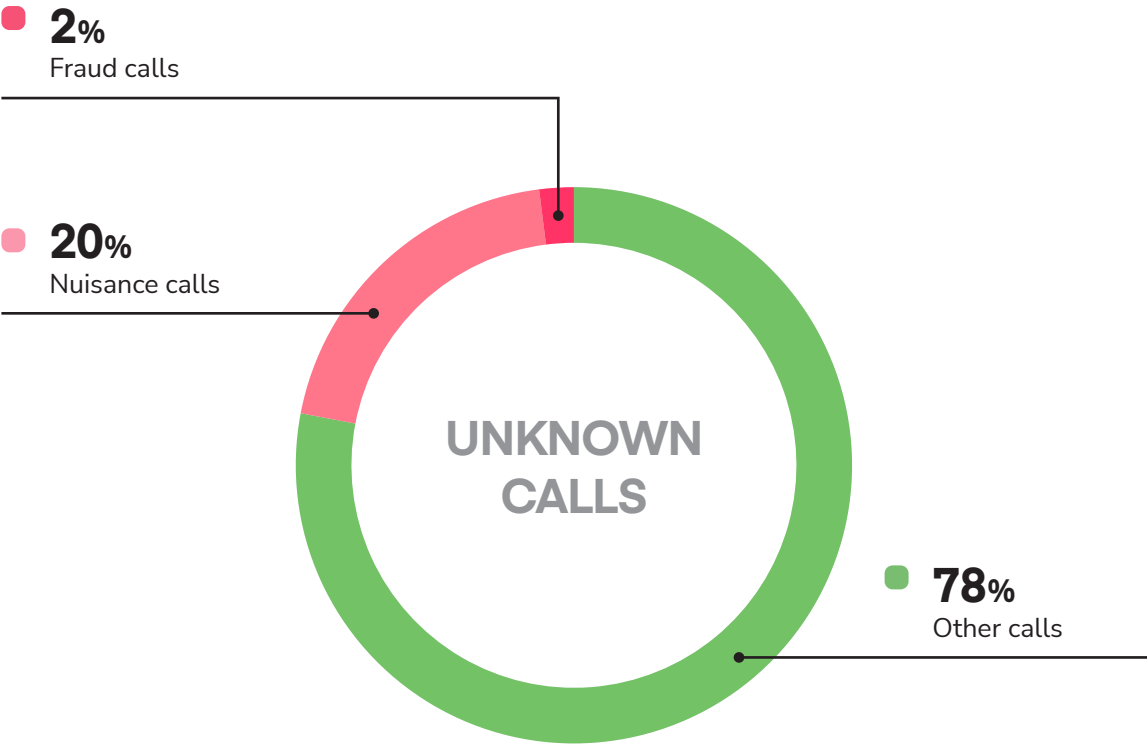 2%
Fraud calls
20%
Nuisance calls
UNKNOWN
CALLS
78%
Other calls